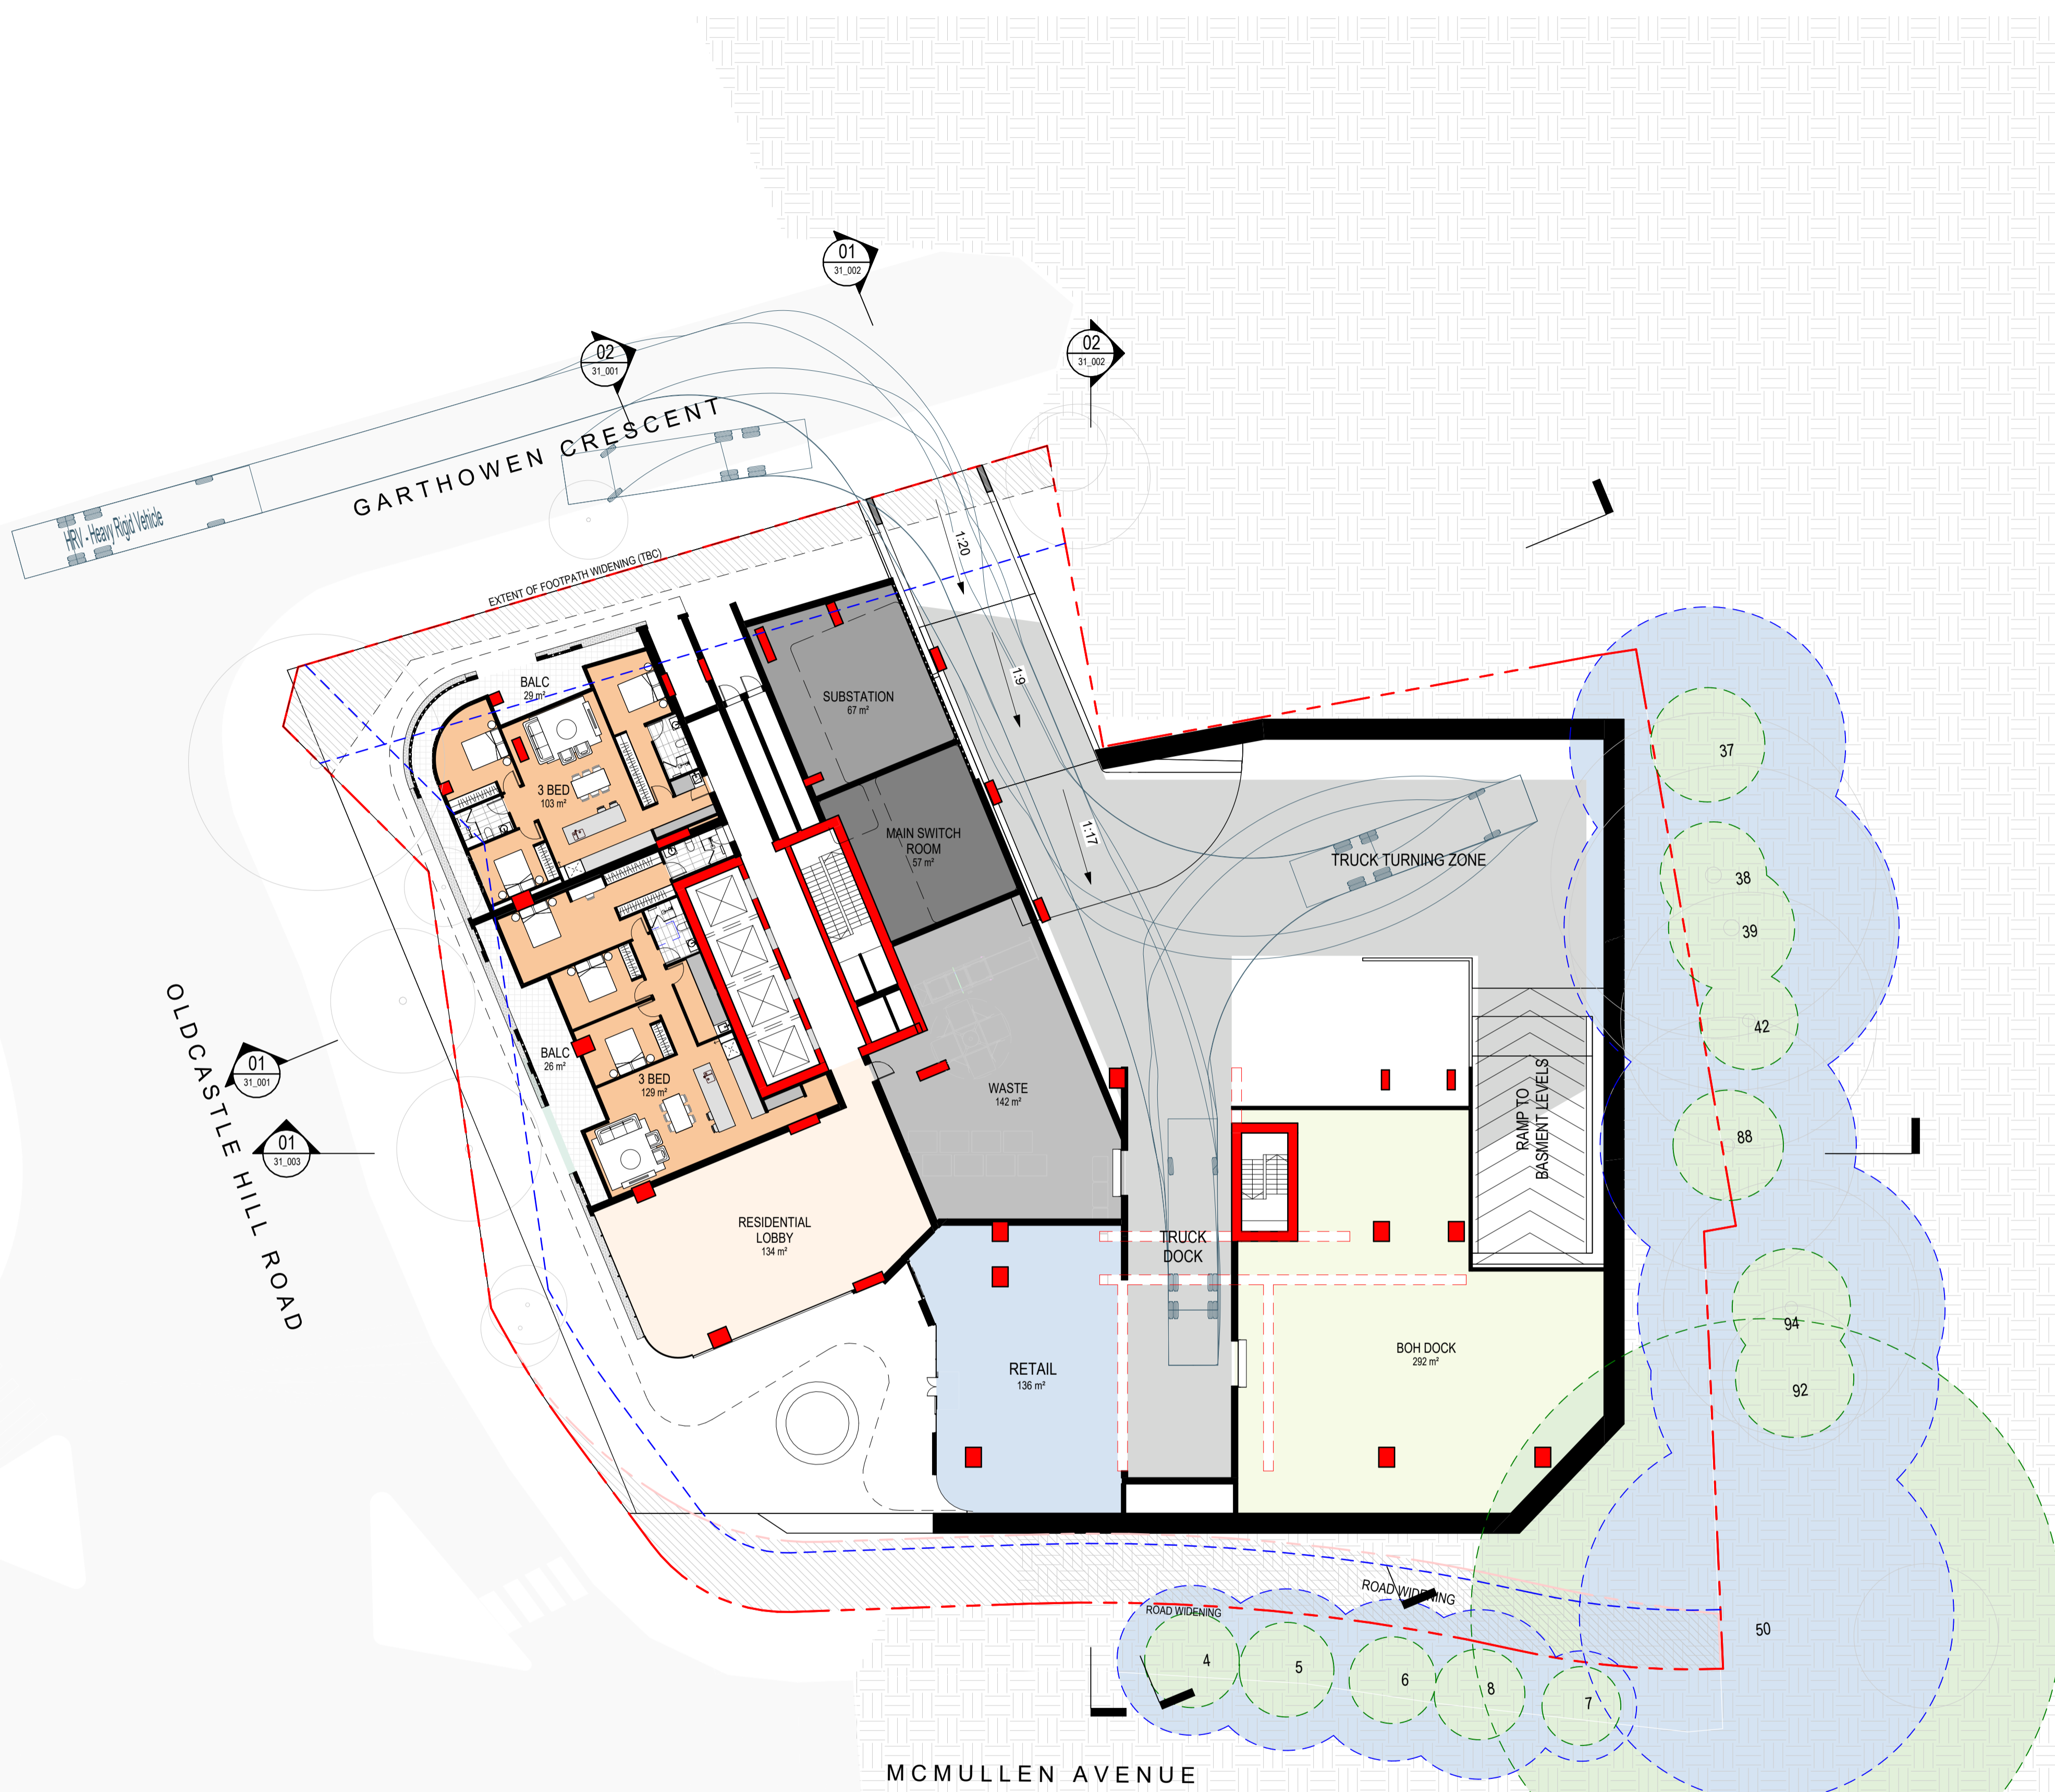 01
31_002
02
31_001
02
31_002
GARTHOWEN CRESCENT
HRV - Heavy Rigid Vehicle
EXTENT OF FOOTPATH WIDENING (TBC)
1:20
1:9
1:17
BALC
29 m²
SUBSTATION
67 m²
3 BED
103 m²
MAIN SWITCH
ROOM
57 m²
TRUCK TURNING ZONE
37
38
39
42
88
94
92
50
OLDCASTLE HILL ROAD
01
31_001
01
31_003
BALC
26 m²
3 BED
129 m²
WASTE
142 m²
RAMP TO
BASMENT LEVELS
RESIDENTIAL
LOBBY
134 m²
TRUCK
DOCK
RETAIL
136 m²
BOH DOCK
292 m²
ROAD WIDENING
ROAD WIDENING
4
5
6
8
7
MCMULLEN AVENUE